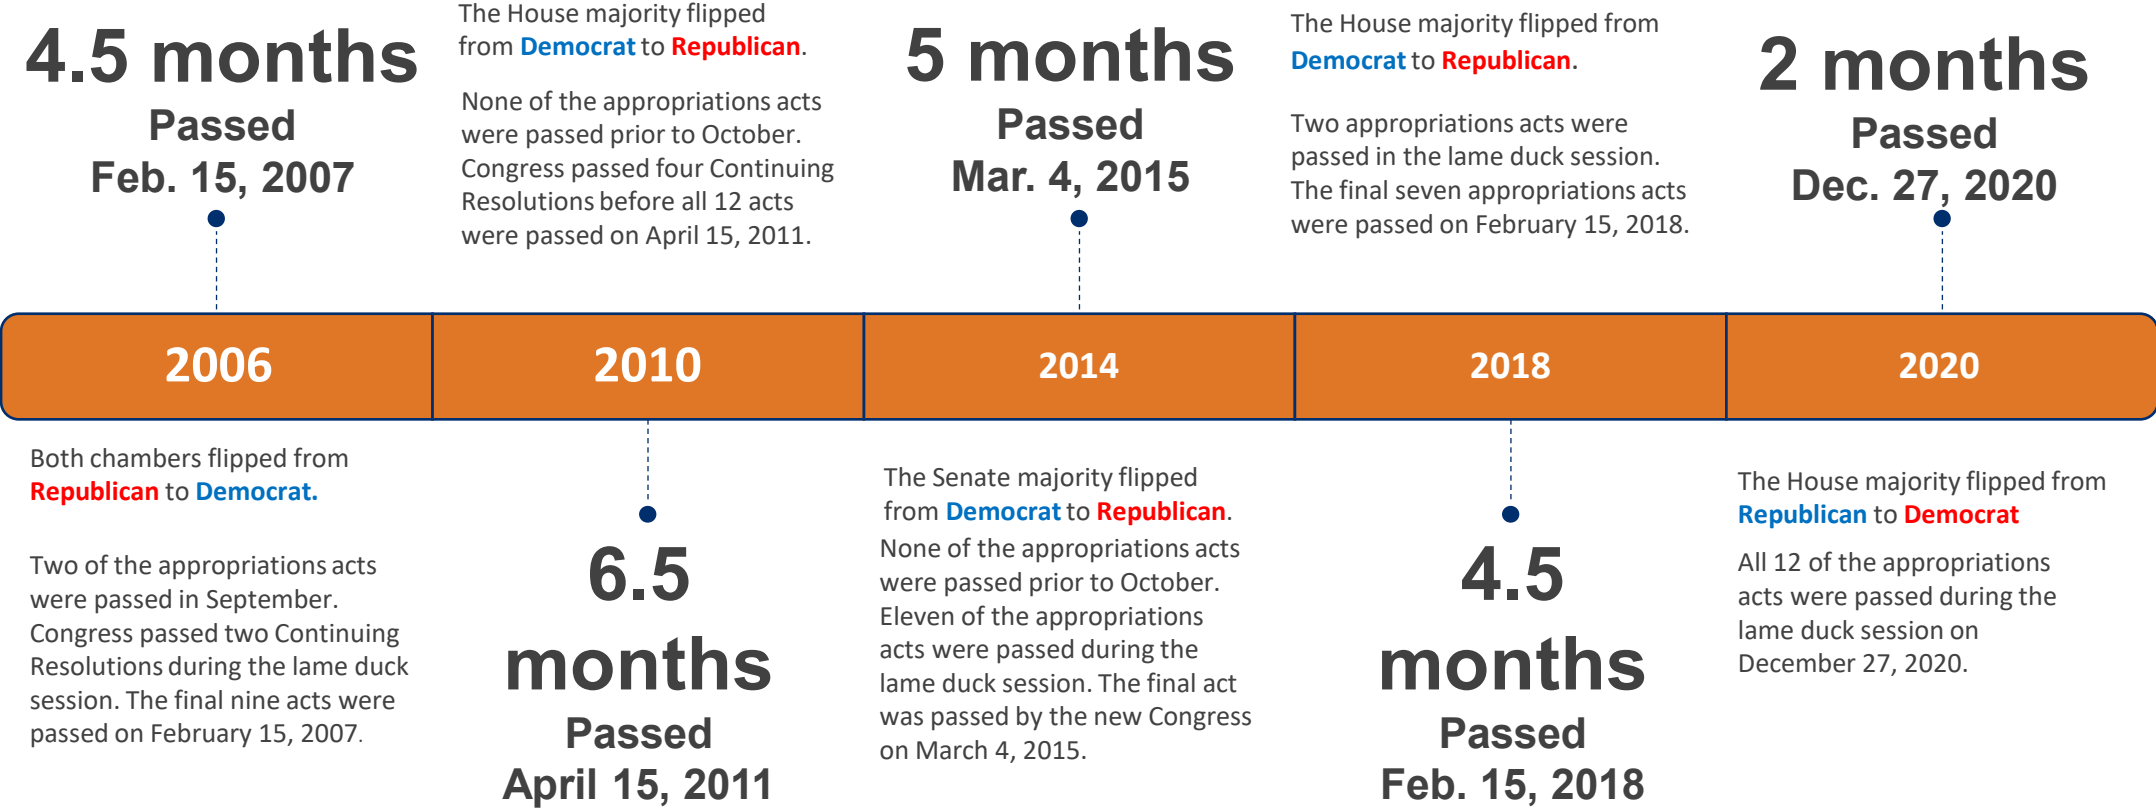 4.5 months
Passed
Feb. 15, 2007
The House majority flipped
from Democrat to Republican.
None of the appropriations acts
were passed prior to October.
Congress passed four Continuing
Resolutions before all 12 acts
were passed on April 15, 2011.
5 months
Passed
Mar. 4, 2015
The House majority flipped from
Democrat to Republican.
Two appropriations acts were
passed in the lame duck session.
The final seven appropriations acts
were passed on February 15, 2018.
2 months
Passed
Dec. 27, 2020
2006
2010
2014
2018
2020
Both chambers flipped from
Republican to Democrat.
Two of the appropriations acts
were passed in September.
Congress passed two Continuing
Resolutions during the lame duck
session. The final nine acts were
passed on February 15, 2007.
6.5
months
Passed
April 15, 2011
The Senate majority flipped
from Democrat to Republican.
None of the appropriations acts
were passed prior to October.
Eleven of the appropriations
acts were passed during the
lame duck session. The final act
was passed by the new Congress
on March 4, 2015.
4.5
months
Passed
Feb. 15, 2018
The House majority flipped from
Republican to Democrat
All 12 of the appropriations
acts were passed during the
lame duck session on
December 27, 2020.